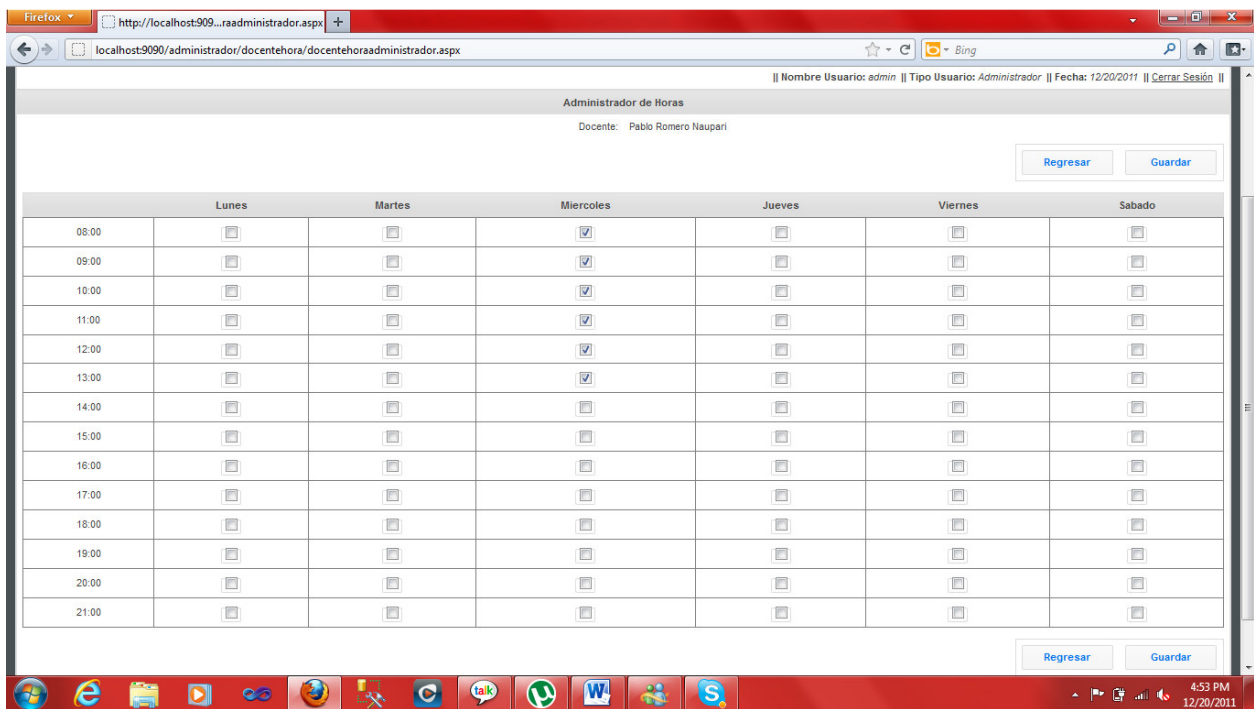 Firefox
http://localhost:909...raadministrador.aspx
localhost:9090/administrador/docentehora/docentehoraadministrador.aspx
Bing
|| Nombre Usuario: admin || Tipo Usuario: Administrador || Fecha: 12/20/2011 || Cerrar Sesión ||
Administrador de Horas
Docente: Pablo Romero Naupari
Regresar Guardar
Lunes Martes Miercoles Jueves Viernes Sabado
08:00
09:00
10:00
11:00
12:00
13:00
14:00
15:00
16:00
17:00
18:00
19:00
20:00
21:00
Regresar Guardar
talk
4:53 PM
12/20/2011